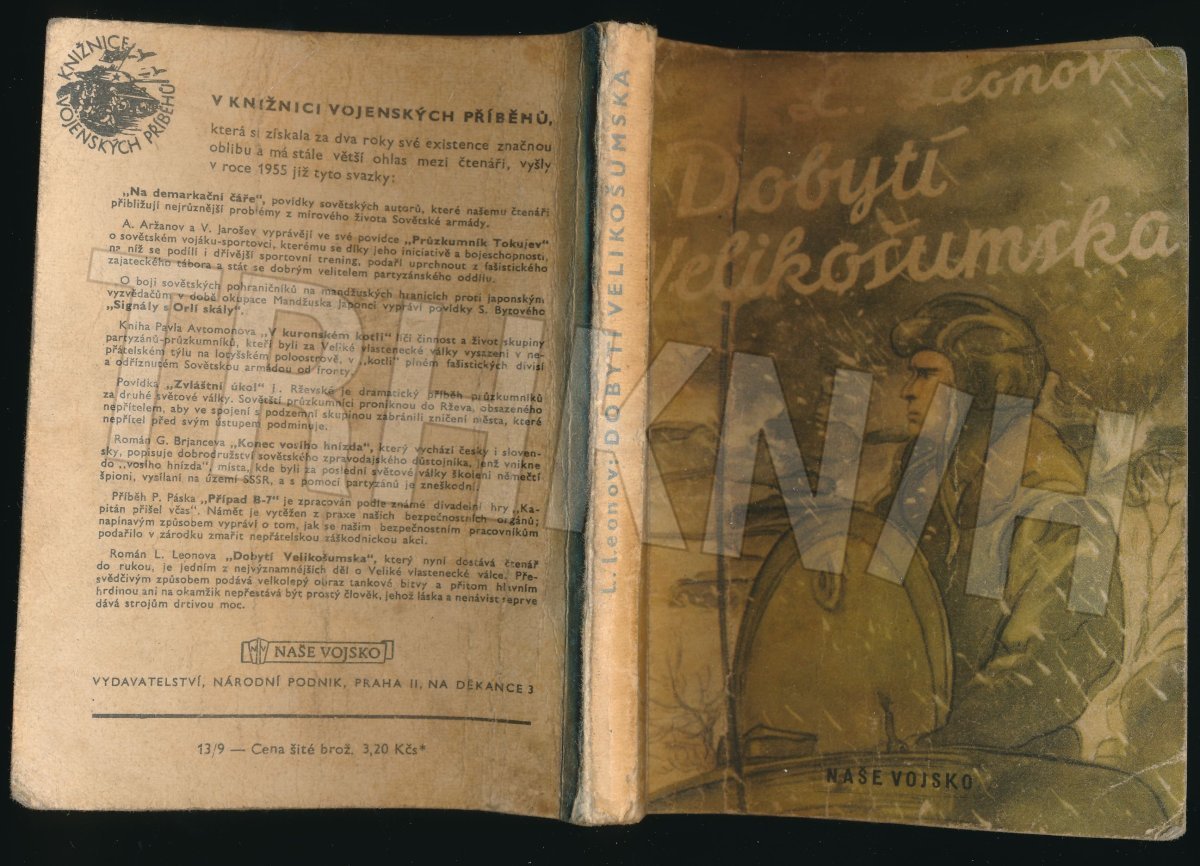 KNIŽNICE
VOJENSKÝCH PŘÍBĚHŮ
V KNIŽNICI VOJENSKÝCH PŘÍBĚHŮ,
která si získala za dva roky své existence značnou
oblibu a má stále větší ohlas mezi čtenáři, vyšly
v roce 1955 již tyto svazky:
„Na demarkační čáře“, povídky sovětských autorů, které našemu čtenáři
přibližují nejrůznější problémy z mírového života Sovětské armády.
A. Aržanov a V. Jarošev vyprávějí ve své povídce „Průzkumník Tokujev“
o sovětském vojáku-sportovci, kterému se díky jeho iniciativě a bojeschopnosti,
na níž se podílí i dřívější sportovní trening, podaří uprchnout z fašistického
zajateckého tábora a stát se dobrým velitelem partyzánského oddílu.
O boji sovětských pohraničníků na mandžuských hranicích proti japonským
vyzvědačům v době okupace Mandžuska Japonci vypráví povídky S. Bytového
„Signály s Orlí skály“.
Kniha Pavla Avtomonova „V kuronském kotli“ líčí činnost a život skupiny
partyzánů-průzkumníků, kteří byli za Veliké vlastenecké války vysazeni v ne-
přátelském týlu na lotyšském poloostrově, v „kotli“ plném fašistických divisí
a odříznutém Sovětskou armádou od fronty.
Povídka „Zvláštní úkol“ J. Rževské je dramatický příběh průzkumníků
za druhé světové války. Sovětští průzkumníci proniknou do Rževa, obsazeného
nepřítelem, aby ve spojení s podzemní skupinou zabránili zničení města, které
nepřítel před svým ústupem podminuje.
Román G. Brjanceva „Konec vosího hnízda“, který vychází česky i sloven-
sky, popisuje dobrodružství sovětského zpravodajského důstojníka, jenž vnikne
do „vosího hnízda“, místa, kde byli za poslední světové války školeni němečtí
špioni, vysílaní na území SSSR, a s pomocí partyzánů je zneškodní.
Příběh P. Páska „Případ B-7“ je zpracován podle známé divadelní hry „Ka-
pitán přišel včas“. Námět je vytěžen z praxe našich bezpečnostních orgánů;
napínavým způsobem vypráví o tom, jak se našim bezpečnostním pracovníkům
podařilo v zárodku zmařit nepřátelskou záškodnickou akci.
Román L. Leonova „Dobytí Velikošumska“, který nyní dostává čtenář
do rukou, je jedním z nejvýznamnějších děl o Veliké vlastenecké válce. Pře-
svědčivým způsobem podává velkolepý obraz tankové bitvy a přitom hlavním
hrdinou ani na okamžik nepřestává být prostý člověk, jehož láska a nenávist teprve
dává strojům drtivou moc.
NV NAŠE VOJSKO
VYDAVATELSTVÍ, NÁRODNÍ PODNIK, PRAHA II, NA DĚKANCE 3
13/9 — Cena šité brož. 3,20 Kčs*
L. Leonov: DOBYTÍ VELIKOŠUMSKA
L. Leonov
Dobytí
Velikošumska
NAŠE VOJSKO
TRHKNIH